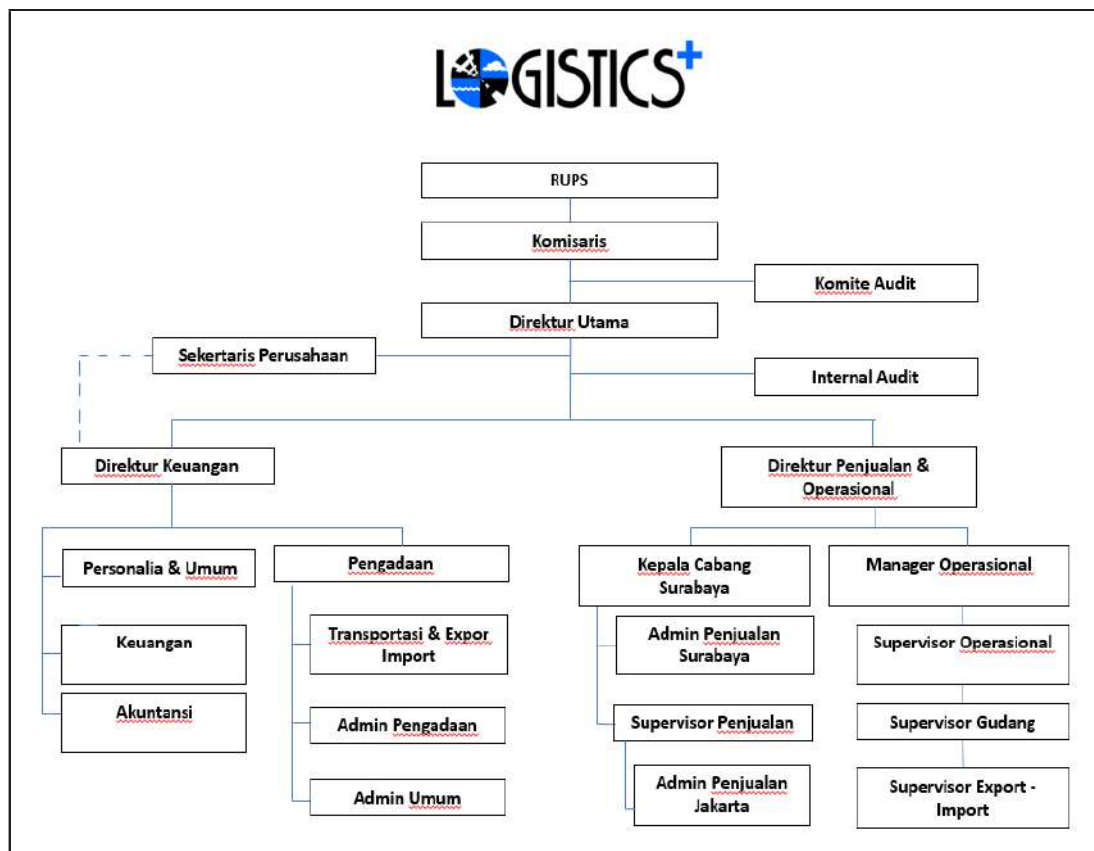 LOGISTICS+
RUPS
Komisaris
Komite Audit
Direktur Utama
Sekertaris Perusahaan
Internal Audit
Direktur Keuangan
Direktur Penjualan &
Operasional
Personalia & Umum
Pengadaan
Kepala Cabang
Surabaya
Manager Operasional
Keuangan
Transportasi & Expor
Import
Admin Penjualan
Surabaya
Supervisor Operasional
Akuntansi
Admin Pengadaan
Supervisor Penjualan
Supervisor Gudang
Admin Umum
Admin Penjualan
Jakarta
Supervisor Export -
Import